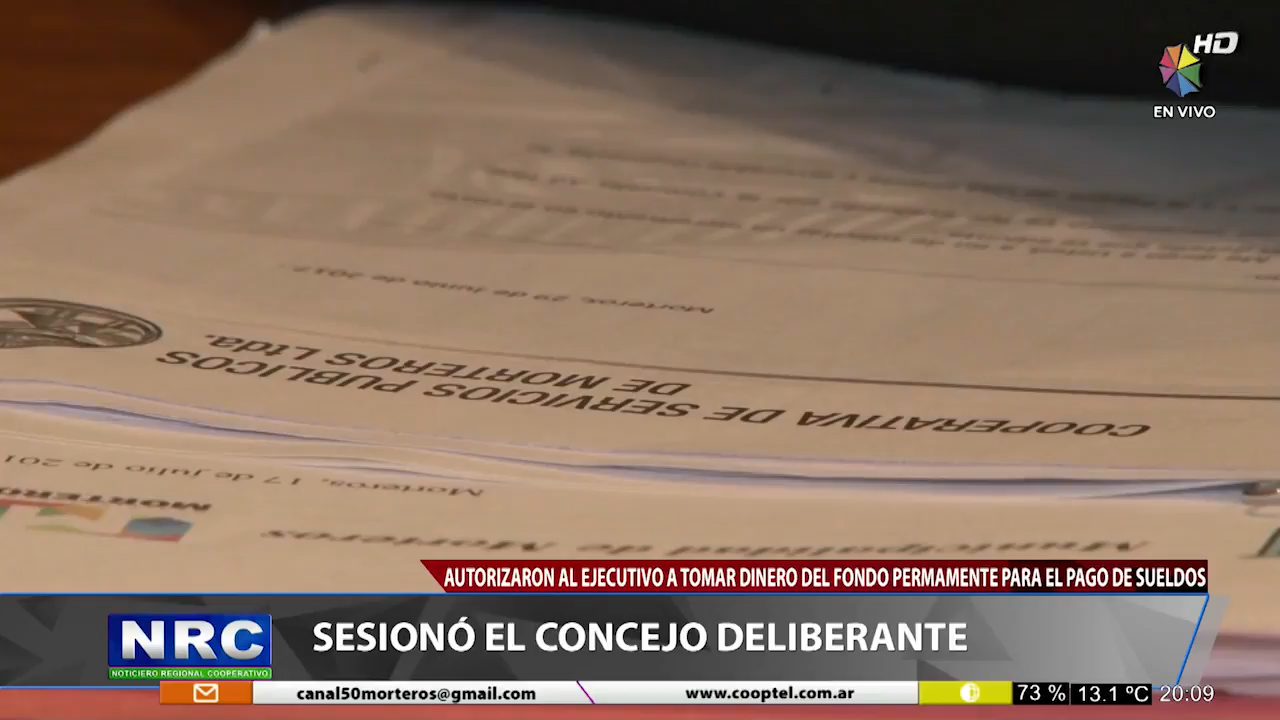 HD
EN VIVO
Morteros, 29 de Junio de 2017.
COOPERATIVA DE SERVICIOS PUBLICOS
DE MORTEROS Ltda.
Morteros, 17 de julio de 201
MORTERO
Municipalidad de Morteros
AUTORIZARON AL EJECUTIVO A TOMAR DINERO DEL FONDO PERMAMENTE PARA EL PAGO DE SUELDOS
NRC
NOTICIERO REGIONAL COOPERATIVO
SESIONÓ EL CONCEJO DELIBERANTE
canal50morteros@gmail.com
www.cooptel.com.ar
73 %
13.1 ºC
20:09